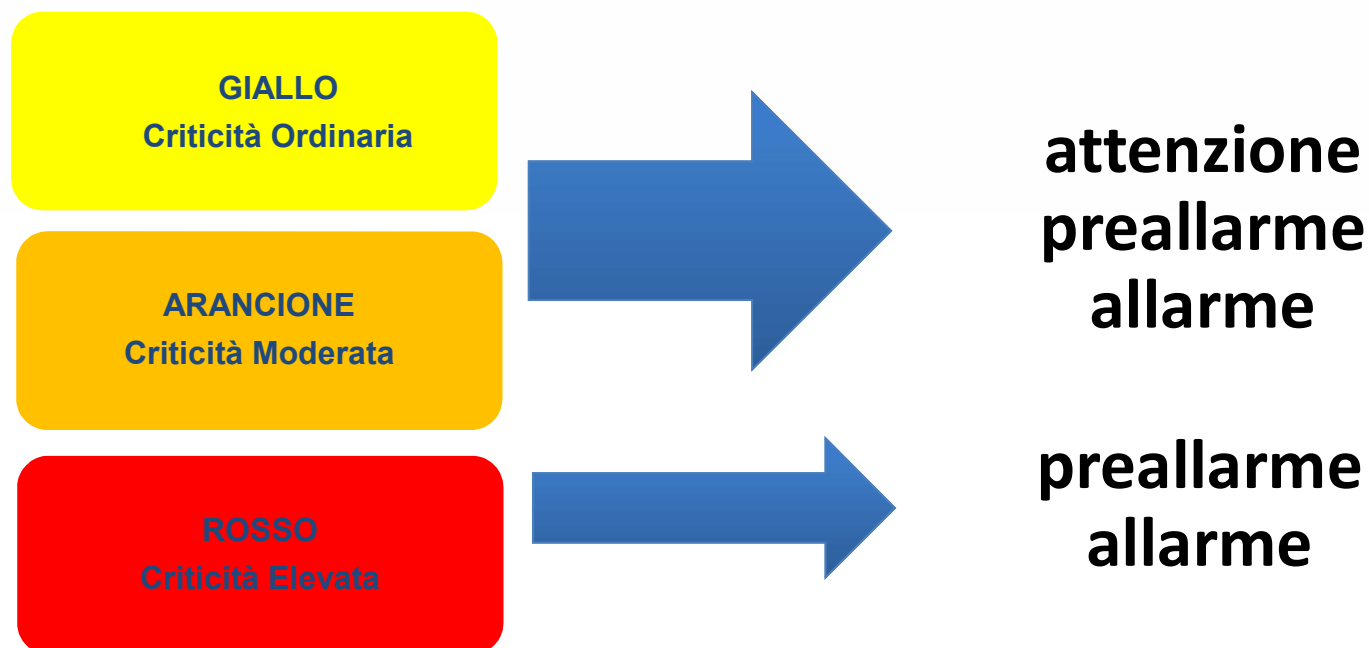 GIALLO
Criticità Ordinaria
ARANCIONE
Criticità Moderata
ROSSO
Criticità Elevata
attenzione
preallarme
allarme
preallarme
allarme